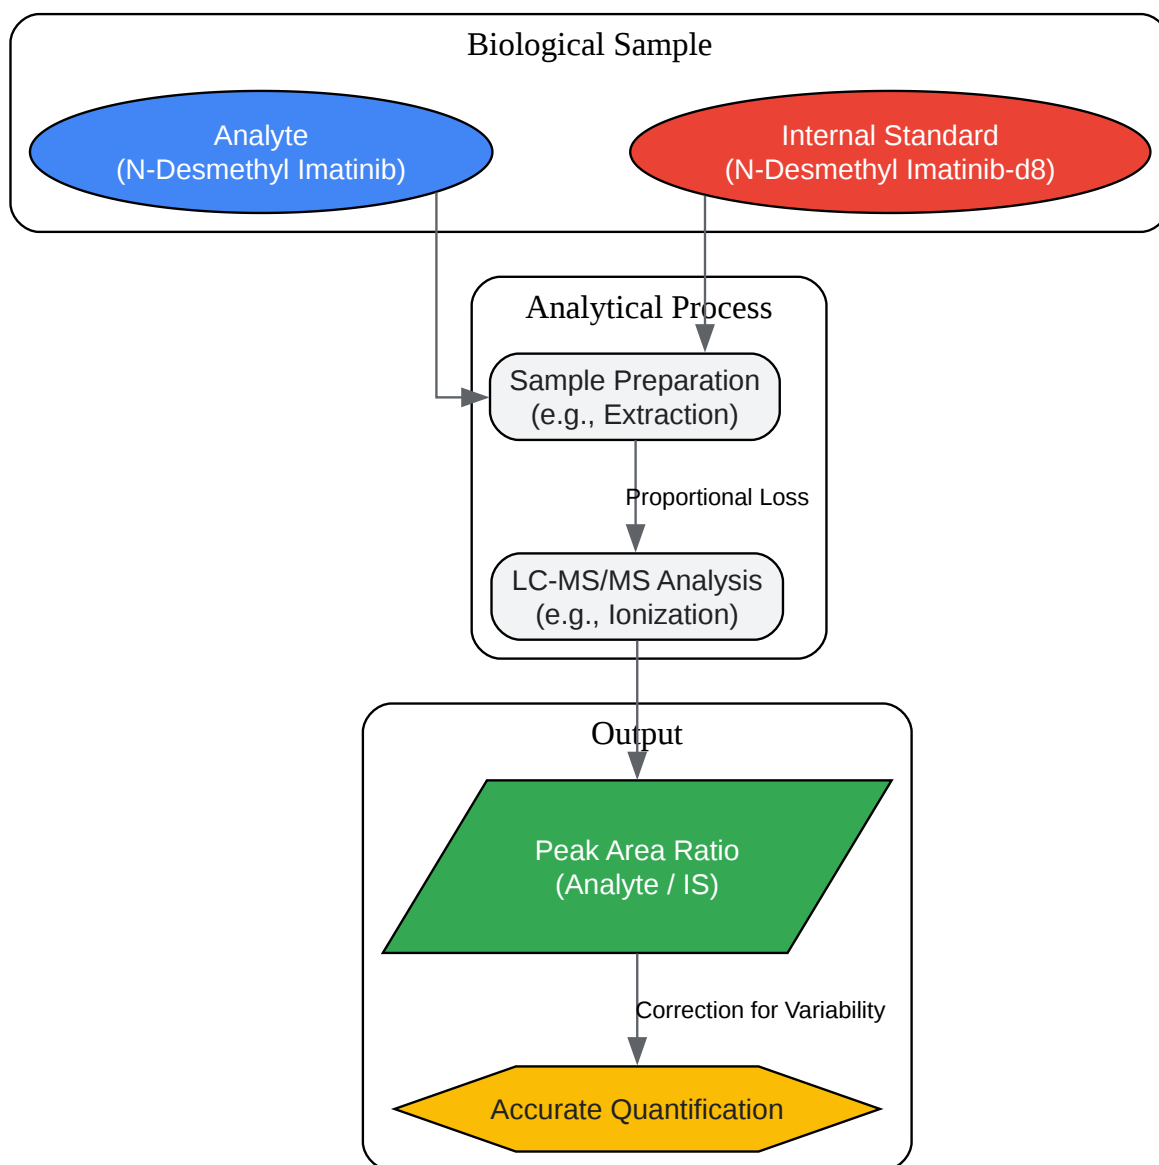 Biological Sample
Analyte
(N-Desmethyl Imatinib)
Internal Standard
(N-Desmethyl Imatinib-d8)
Analytical Process
Sample Preparation
(e.g., Extraction)
Proportional Loss
LC-MS/MS Analysis
(e.g., Ionization)
Output
Peak Area Ratio
(Analyte / IS)
Correction for Variability
Accurate Quantification